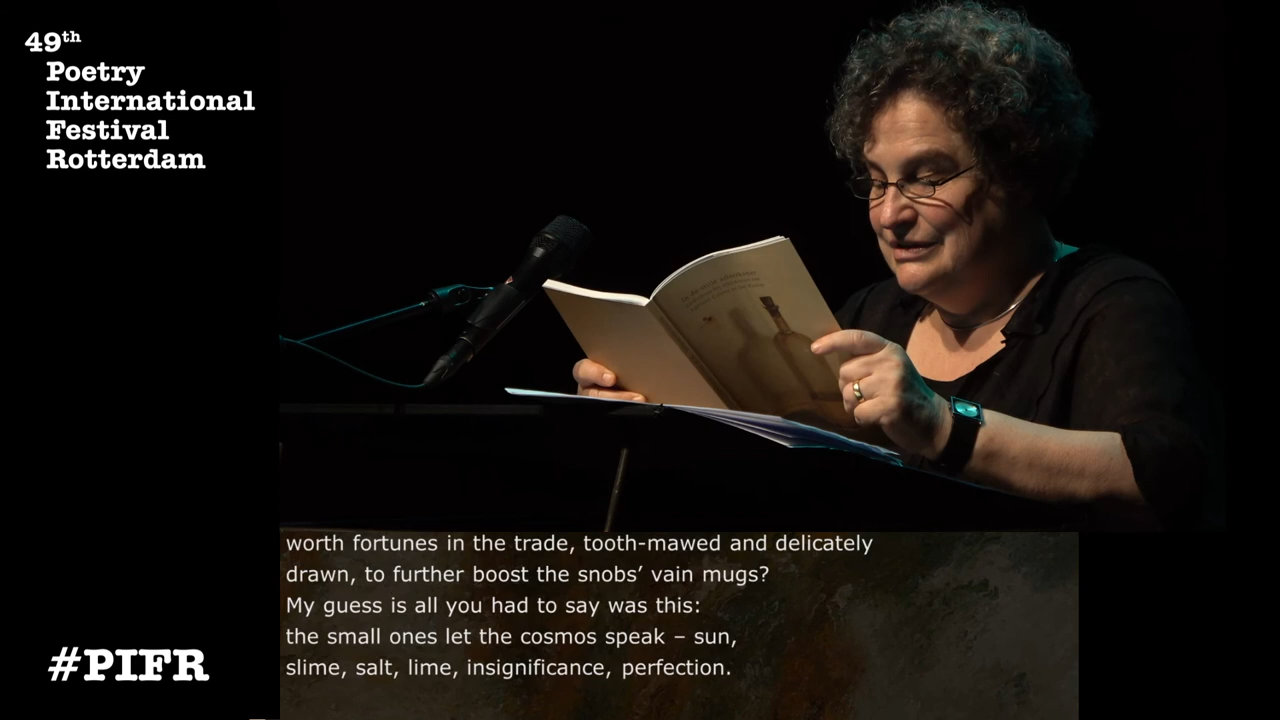 49th
Poetry
International
Festival
Rotterdam
worth fortunes in the trade, tooth-mawed and delicately
drawn, to further boost the snobs’ vain mugs?
My guess is all you had to say was this:
the small ones let the cosmos speak – sun,
slime, salt, lime, insignificance, perfection.
#PIFR